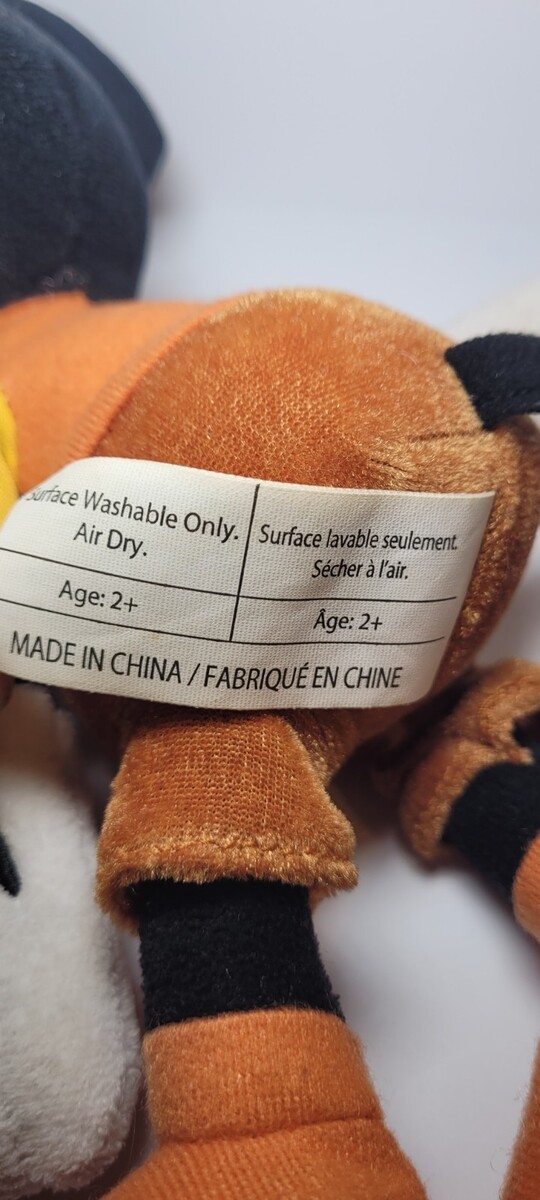 Surface Washable Only.
Air Dry.
Surface lavable seulement.
Sécher à l'air.
Age: 2+
Âge: 2+
MADE IN CHINA / FABRIQUÉ EN CHINE